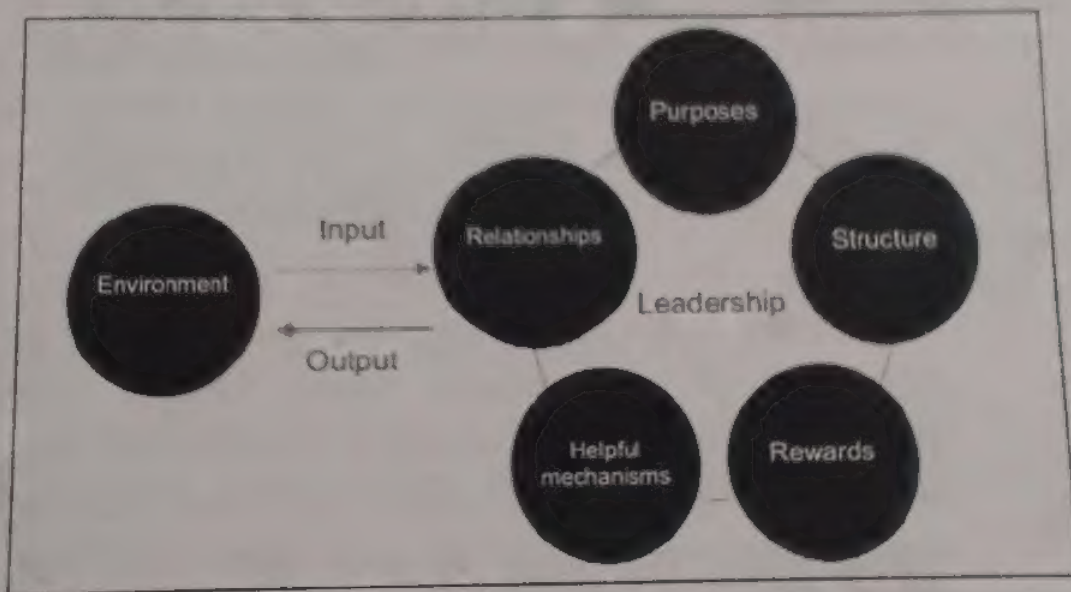 Purposes
Input
Relationships
Structure
Environment
Leadership
Output
Helpful
mechanisms
Rewards